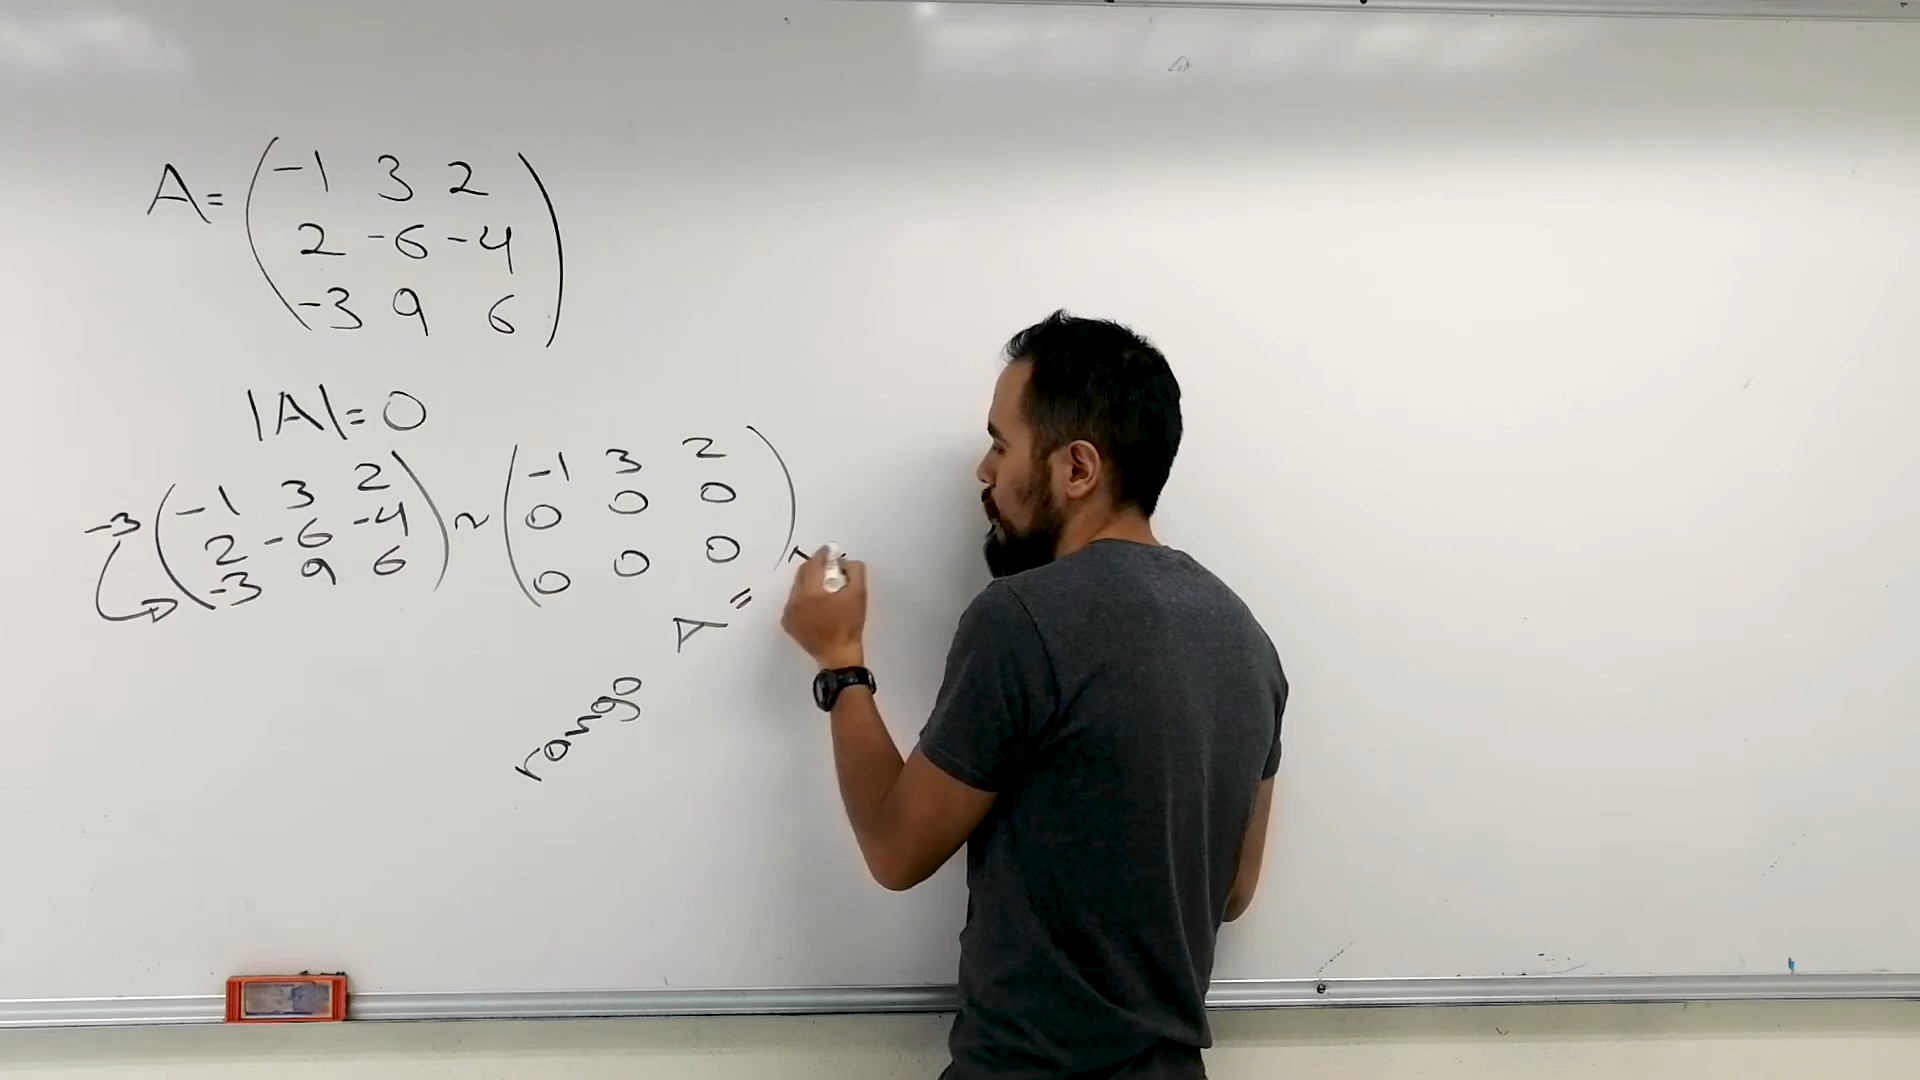 A= (-1 3 2
2 -6 -4
-3 9 6)
|A|=0
-3 (-1 3 2
2 -6 -4
-3 9 6) ~ (-1 3 2
0 0 0
0 0 0) ~
A"
rango